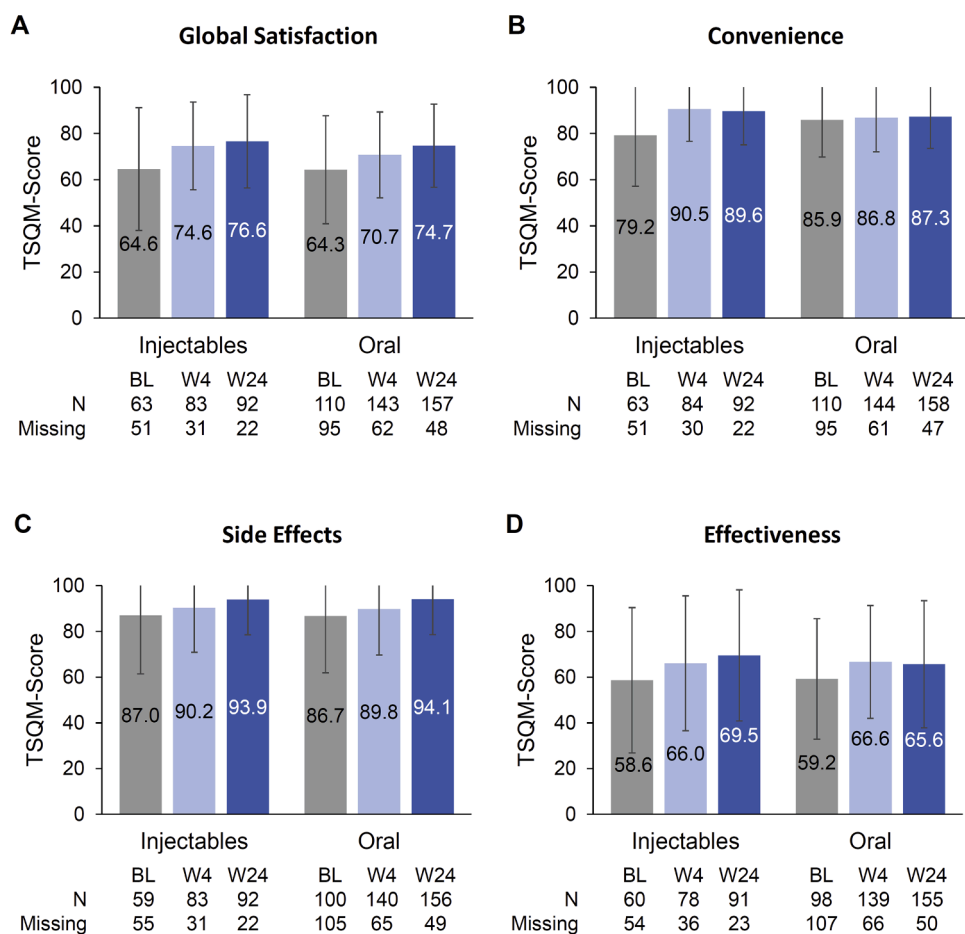 A
Global Satisfaction
TSQM-Score
100
80
60
40
20
0
64.6 74.6 76.6 64.3 70.7 74.7
Injectables Oral
BL W4 W24 BL W4 W24
N 63 83 92 110 143 157
Missing 51 31 22 95 62 48
B
Convenience
TSQM-Score
100
80
60
40
20
0
79.2 90.5 89.6 85.9 86.8 87.3
Injectables Oral
BL W4 W24 BL W4 W24
N 63 84 92 110 144 158
Missing 51 30 22 95 61 47
C
Side Effects
TSQM-Score
100
80
60
40
20
0
87.0 90.2 93.9 86.7 89.8 94.1
Injectables Oral
BL W4 W24 BL W4 W24
N 59 83 92 100 140 156
Missing 55 31 22 105 65 49
D
Effectiveness
TSQM-Score
100
80
60
40
20
0
58.6 66.0 69.5 59.2 66.6 65.6
Injectables Oral
BL W4 W24 BL W4 W24
N 60 78 91 98 139 155
Missing 54 36 23 107 66 50